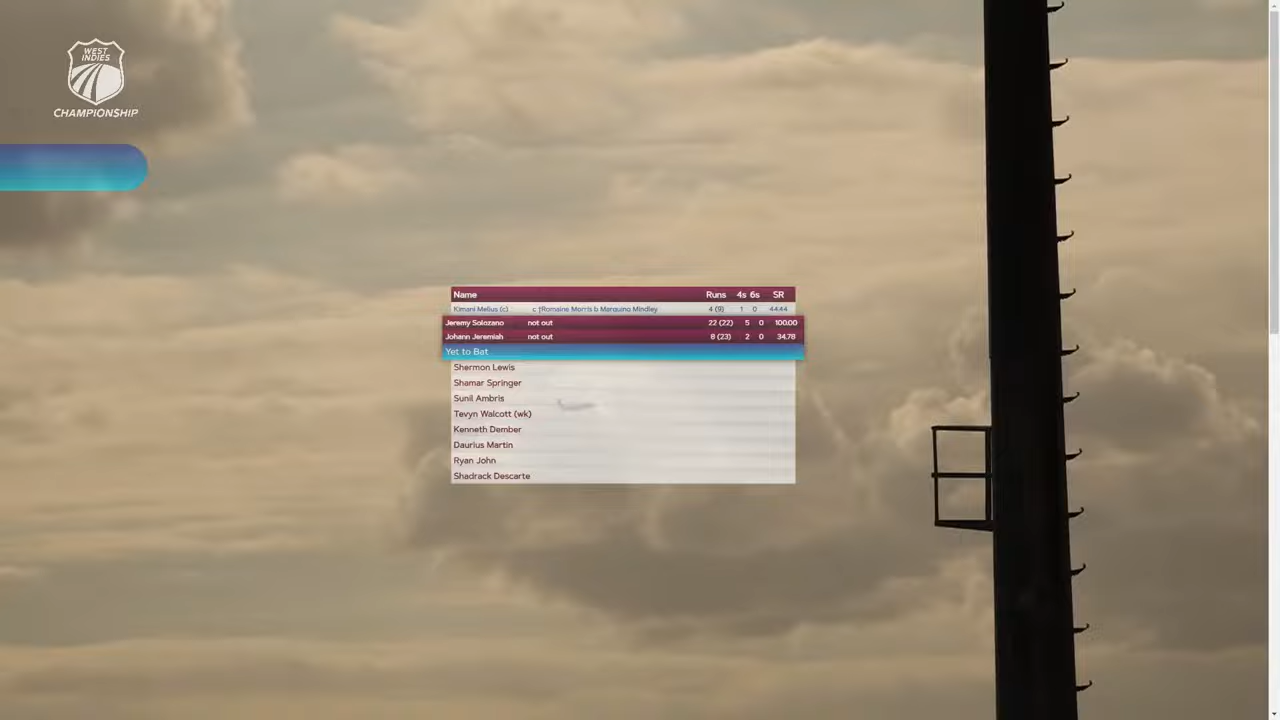 WEST
INDIES
CHAMPIONSHIP
Name Runs 4s 6s SR
Kimani Melius (c) c †Romaine Morris b Marquino Mindley 4 (9) 1 0 44.44
Jeremy Solozano not out 22 (22) 5 0 100.00
Johann Jeremiah not out 8 (23) 2 0 34.78
Yet to Bat
Shermon Lewis
Shamar Springer
Sunil Ambris
Tevyn Walcott (wk)
Kenneth Dember
Daurius Martin
Ryan John
Shadrack Descarte